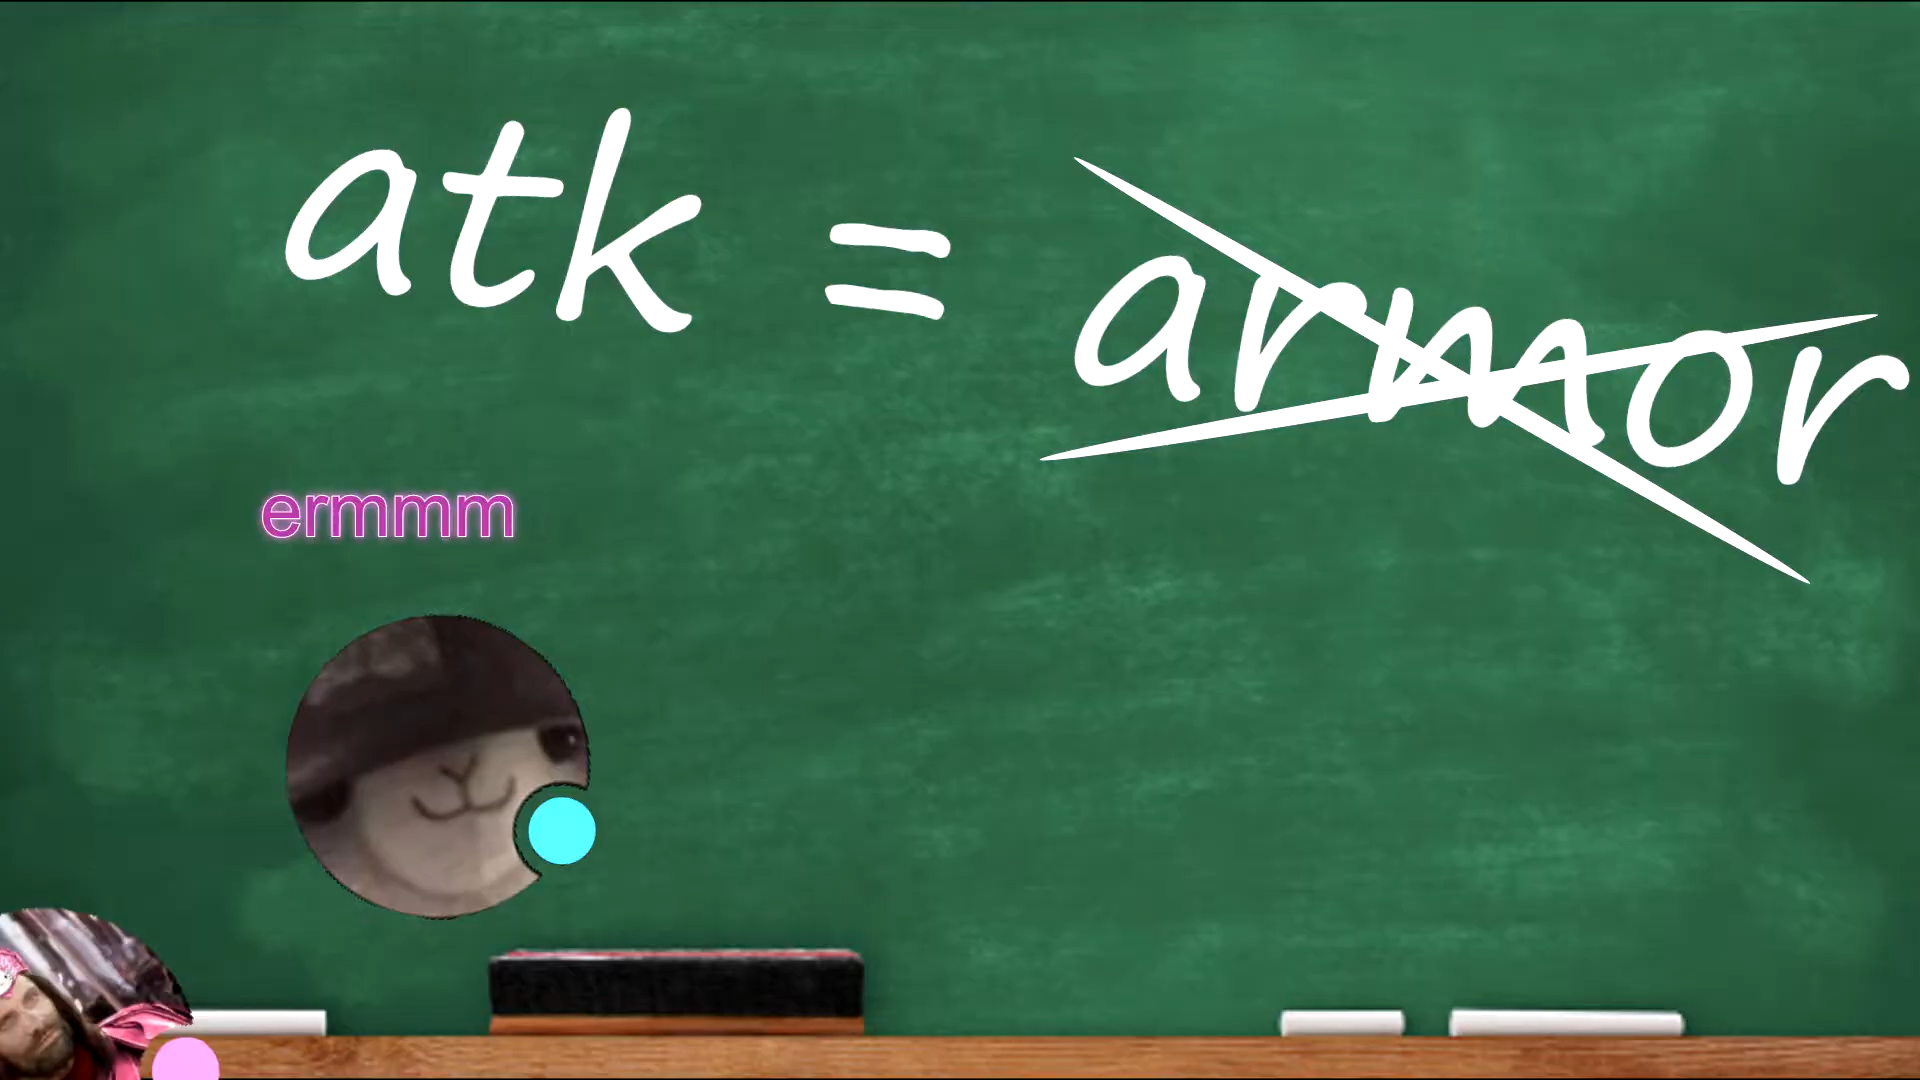 atk = armor
ermmm